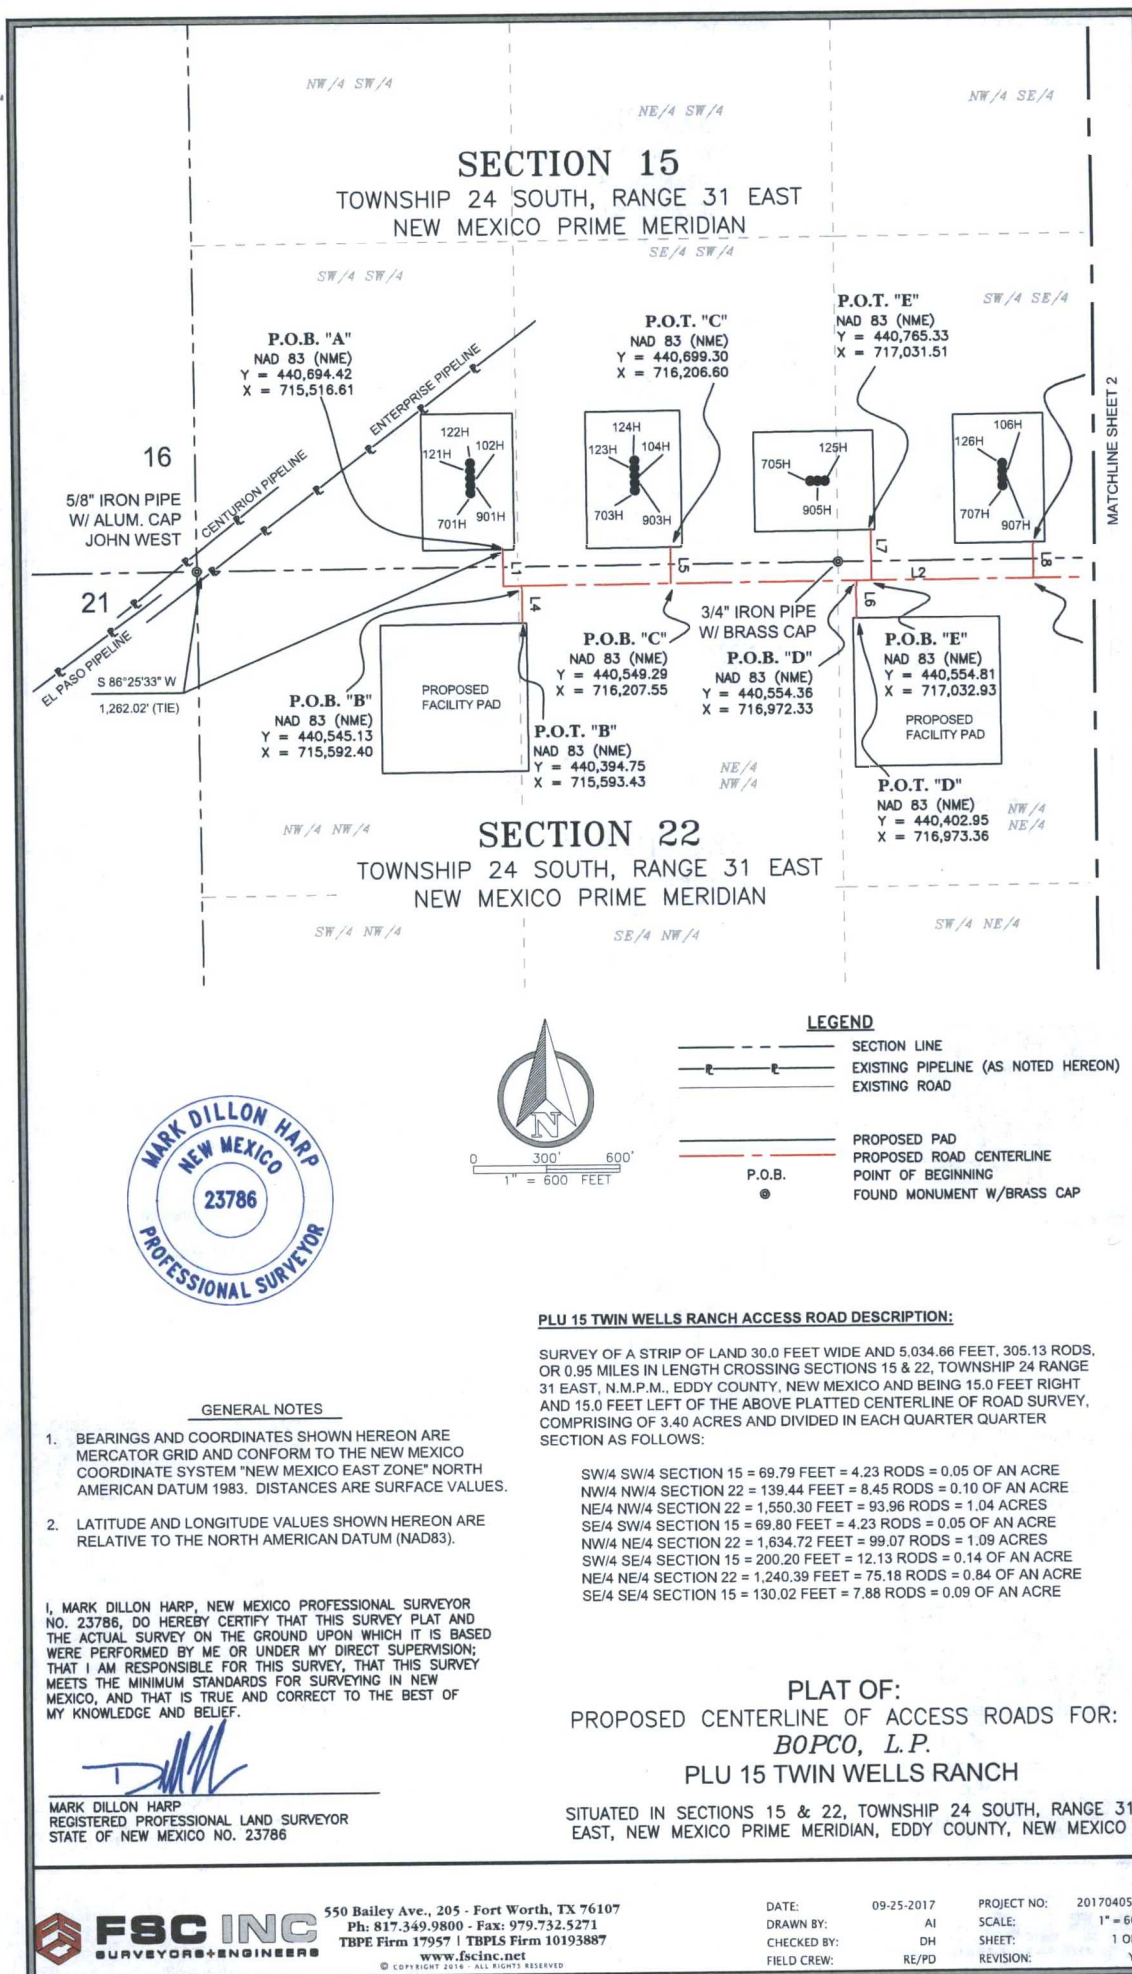 NW/4 SW/4
NE/4 SW/4
NW/4 SE/4
SECTION 15
TOWNSHIP 24 SOUTH, RANGE 31 EAST
NEW MEXICO PRIME MERIDIAN
SW/4 SW/4
SE/4 SW/4
SW/4 SE/4
P.O.B. "A"
NAD 83 (NME)
Y = 440,694.42
X = 715,516.61
P.O.T. "C"
NAD 83 (NME)
Y = 440,699.30
X = 716,206.60
P.O.T. "E"
NAD 83 (NME)
Y = 440,765.33
X = 717,031.51
MATCHLINE SHEET 2
ENTERPRISE PIPELINE
CENTURION PIPELINE
EL PASO PIPELINE
16
5/8" IRON PIPE
W/ ALUM. CAP
JOHN WEST
21
122H
102H
121H
701H
901H
124H
123H
104H
703H
903H
125H
705H
905H
106H
126H
707H
907H
L1
L4
L5
L7
L2
L6
L8
S 86°25'33" W
1,262.02' (TIE)
3/4" IRON PIPE
W/ BRASS CAP
P.O.B. "B"
NAD 83 (NME)
Y = 440,545.13
X = 715,592.40
PROPOSED
FACILITY PAD
P.O.T. "B"
NAD 83 (NME)
Y = 440,394.75
X = 715,593.43
P.O.B. "C"
NAD 83 (NME)
Y = 440,549.29
X = 716,207.55
P.O.B. "D"
NAD 83 (NME)
Y = 440,554.36
X = 716,972.33
P.O.B. "E"
NAD 83 (NME)
Y = 440,554.81
X = 717,032.93
PROPOSED
FACILITY PAD
P.O.T. "D"
NAD 83 (NME)
Y = 440,402.95
X = 716,973.36
NE/4
NW/4
NW/4
NE/4
NW/4 NW/4
SECTION 22
TOWNSHIP 24 SOUTH, RANGE 31 EAST
NEW MEXICO PRIME MERIDIAN
SW/4 NW/4
SE/4 NW/4
SW/4 NE/4
N
0 300' 600'
1" = 600 FEET
LEGEND
SECTION LINE
EXISTING PIPELINE (AS NOTED HEREON)
EXISTING ROAD
PROPOSED PAD
PROPOSED ROAD CENTERLINE
P.O.B. POINT OF BEGINNING
FOUND MONUMENT W/BRASS CAP
MARK DILLON HARP
NEW MEXICO
23786
PROFESSIONAL SURVEYOR
PLU 15 TWIN WELLS RANCH ACCESS ROAD DESCRIPTION:
SURVEY OF A STRIP OF LAND 30.0 FEET WIDE AND 5,034.66 FEET, 305.13 RODS,
OR 0.95 MILES IN LENGTH CROSSING SECTIONS 15 & 22, TOWNSHIP 24 RANGE
31 EAST, N.M.P.M., EDDY COUNTY, NEW MEXICO AND BEING 15.0 FEET RIGHT
AND 15.0 FEET LEFT OF THE ABOVE PLATTED CENTERLINE OF ROAD SURVEY,
COMPRISING OF 3.40 ACRES AND DIVIDED IN EACH QUARTER QUARTER
SECTION AS FOLLOWS:
SW/4 SW/4 SECTION 15 = 69.79 FEET = 4.23 RODS = 0.05 OF AN ACRE
NW/4 NW/4 SECTION 22 = 139.44 FEET = 8.45 RODS = 0.10 OF AN ACRE
NE/4 NW/4 SECTION 22 = 1,550.30 FEET = 93.96 RODS = 1.04 ACRES
SE/4 SW/4 SECTION 15 = 69.80 FEET = 4.23 RODS = 0.05 OF AN ACRE
NW/4 NE/4 SECTION 22 = 1,634.72 FEET = 99.07 RODS = 1.09 ACRES
SW/4 SE/4 SECTION 15 = 200.20 FEET = 12.13 RODS = 0.14 OF AN ACRE
NE/4 NE/4 SECTION 22 = 1,240.39 FEET = 75.18 RODS = 0.84 OF AN ACRE
SE/4 SE/4 SECTION 15 = 130.02 FEET = 7.88 RODS = 0.09 OF AN ACRE
GENERAL NOTES
1. BEARINGS AND COORDINATES SHOWN HEREON ARE
MERCATOR GRID AND CONFORM TO THE NEW MEXICO
COORDINATE SYSTEM "NEW MEXICO EAST ZONE" NORTH
AMERICAN DATUM 1983. DISTANCES ARE SURFACE VALUES.
2. LATITUDE AND LONGITUDE VALUES SHOWN HEREON ARE
RELATIVE TO THE NORTH AMERICAN DATUM (NAD83).
I, MARK DILLON HARP, NEW MEXICO PROFESSIONAL SURVEYOR
NO. 23786, DO HEREBY CERTIFY THAT THIS SURVEY PLAT AND
THE ACTUAL SURVEY ON THE GROUND UPON WHICH IT IS BASED
WERE PERFORMED BY ME OR UNDER MY DIRECT SUPERVISION;
THAT I AM RESPONSIBLE FOR THIS SURVEY, THAT THIS SURVEY
MEETS THE MINIMUM STANDARDS FOR SURVEYING IN NEW
MEXICO, AND THAT IS TRUE AND CORRECT TO THE BEST OF
MY KNOWLEDGE AND BELIEF.
MARK DILLON HARP
REGISTERED PROFESSIONAL LAND SURVEYOR
STATE OF NEW MEXICO NO. 23786
PLAT OF:
PROPOSED CENTERLINE OF ACCESS ROADS FOR:
BOPCO, L.P.
PLU 15 TWIN WELLS RANCH
SITUATED IN SECTIONS 15 & 22, TOWNSHIP 24 SOUTH, RANGE 31
EAST, NEW MEXICO PRIME MERIDIAN, EDDY COUNTY, NEW MEXICO
FSC INC
SURVEYORS+ENGINEERS
550 Bailey Ave., 205 - Fort Worth, TX 76107
Ph: 817.349.9800 - Fax: 979.732.5271
TBPE Firm 17957 | TBPLS Firm 10193887
www.fscinc.net
© COPYRIGHT 2016 - ALL RIGHTS RESERVED
DATE: 09-25-2017
DRAWN BY: AI
CHECKED BY: DH
FIELD CREW: RE/PD
PROJECT NO: 20170405
SCALE: 1" = 6
SHEET: 1 O
REVISION: